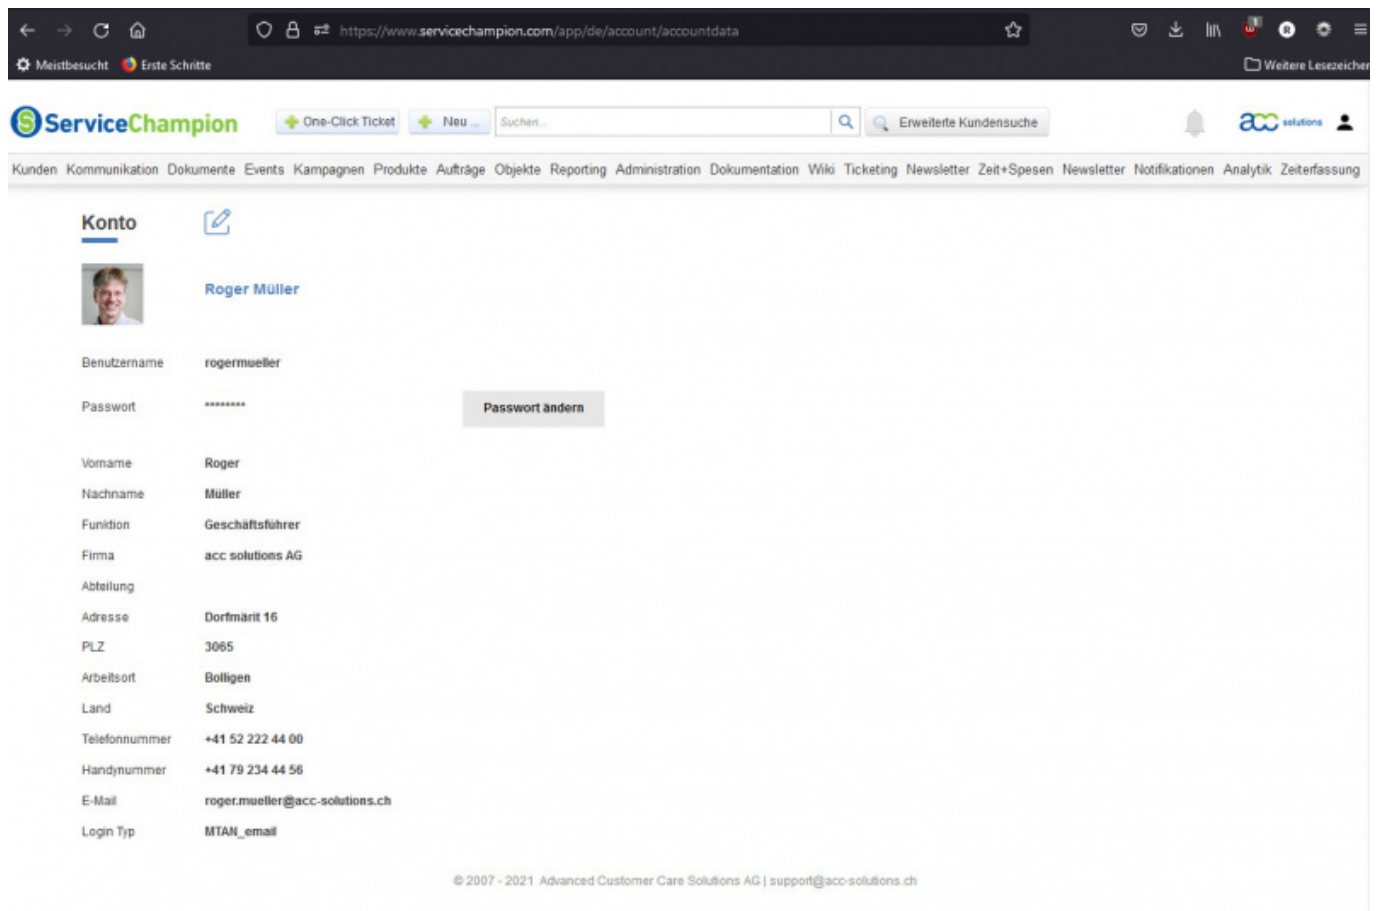 https://www.servicechampion.com/app/de/account/accountdata
Meistbesucht Erste Schritte Weitere Lesezeichen
ServiceChampion One-Click Ticket Neu ... Suchen... Erweiterte Kundensuche acc solutions
Kunden Kommunikation Dokumente Events Kampagnen Produkte Aufträge Objekte Reporting Administration Dokumentation Wiki Ticketing Newsletter Zeit+Spesen Newsletter Notifikationen Analytik Zeiterfassung
Konto
Roger Müller
Benutzername rogermueller
Passwort ******** Passwort ändern
Vorname Roger
Nachname Müller
Funktion Geschäftsführer
Firma acc solutions AG
Abteilung
Adresse Dorfmärit 16
PLZ 3065
Arbeitsort Bolligen
Land Schweiz
Telefonnummer +41 52 222 44 00
Handynummer +41 79 234 44 56
E-Mail roger.mueller@acc-solutions.ch
Login Typ MTAN_email
© 2007 - 2021 Advanced Customer Care Solutions AG | support@acc-solutions.ch